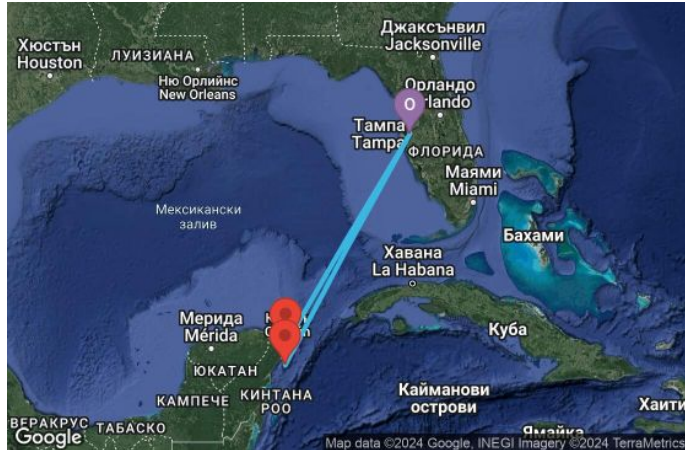 Джаксънвил
Jacksonville
Хюстън
Houston
ЛУИЗИАНА
Ню Орлийнс
New Orleans
Орландо
O
Тампа
Tampa
ФЛОРИДА
Маями
Miami
Мексикански
залив
Бахами
Хавана
La Habana
Мерида
Mérida
Куба
ЮКАТАН
КАМПЕЧЕ
КИНТАНА
РОО
Кайманови
острови
Хаити
ТАБАСКО
Ямайка
Google
Map data ©2024 Google, INEGI Imagery ©2024 TerraMetrics